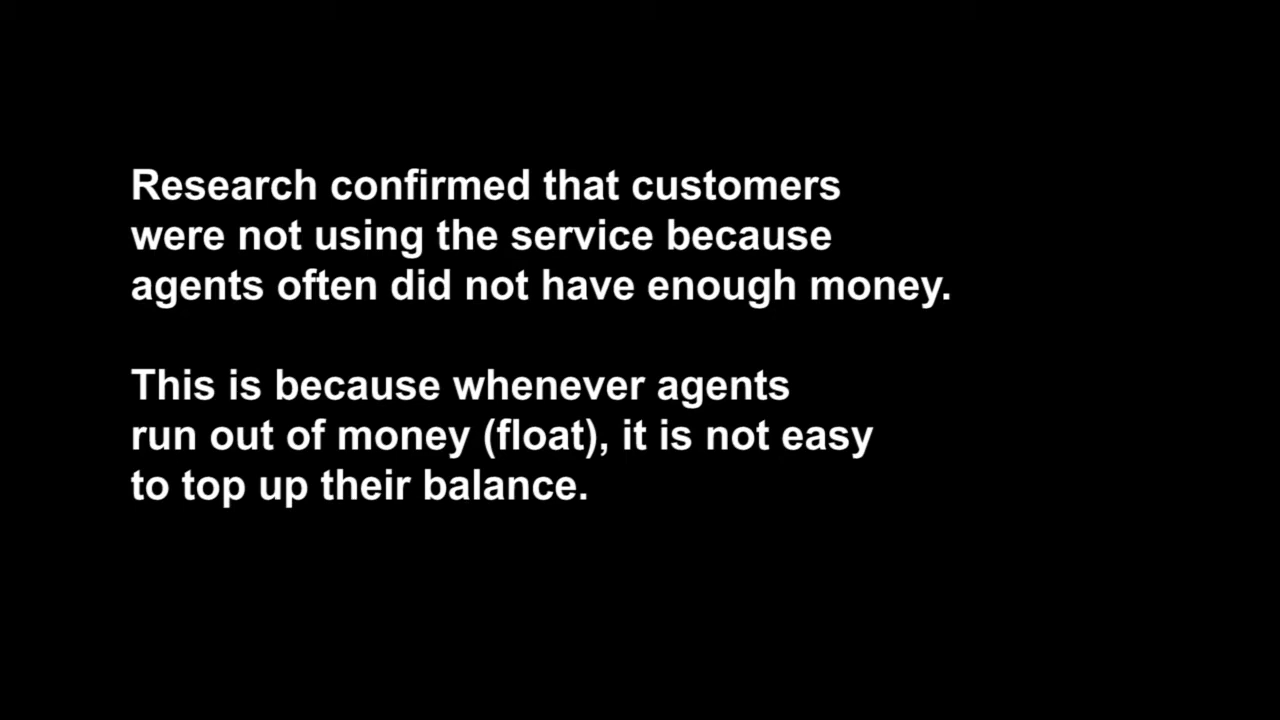 Research confirmed that customers
were not using the service because
agents often did not have enough money.
This is because whenever agents
run out of money (float), it is not easy
to top up their balance.